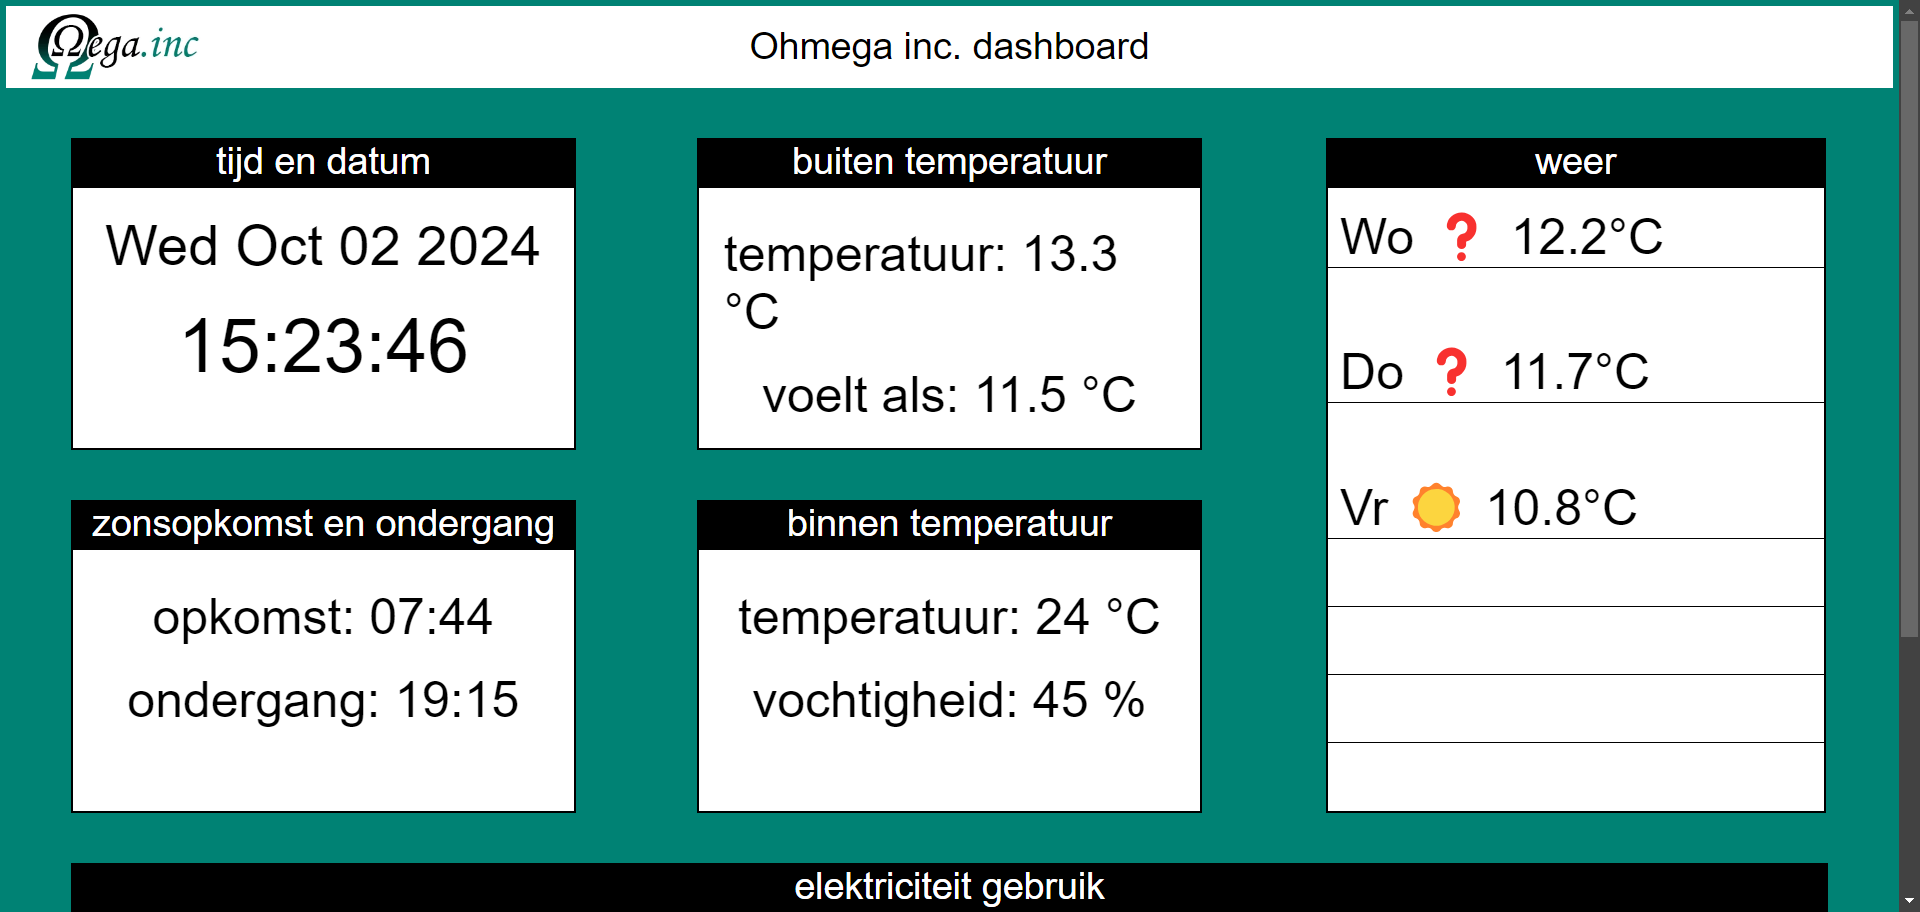 Ωega.inc
Ohmega inc. dashboard
tijd en datum
Wed Oct 02 2024
15:23:46
buiten temperatuur
temperatuur: 13.3
°C
voelt als: 11.5 °C
weer
Wo ❓ 12.2°C
Do ❓ 11.7°C
Vr ☀️ 10.8°C
zonsopkomst en ondergang
opkomst: 07:44
ondergang: 19:15
binnen temperatuur
temperatuur: 24 °C
vochtigheid: 45 %
elektriciteit gebruik